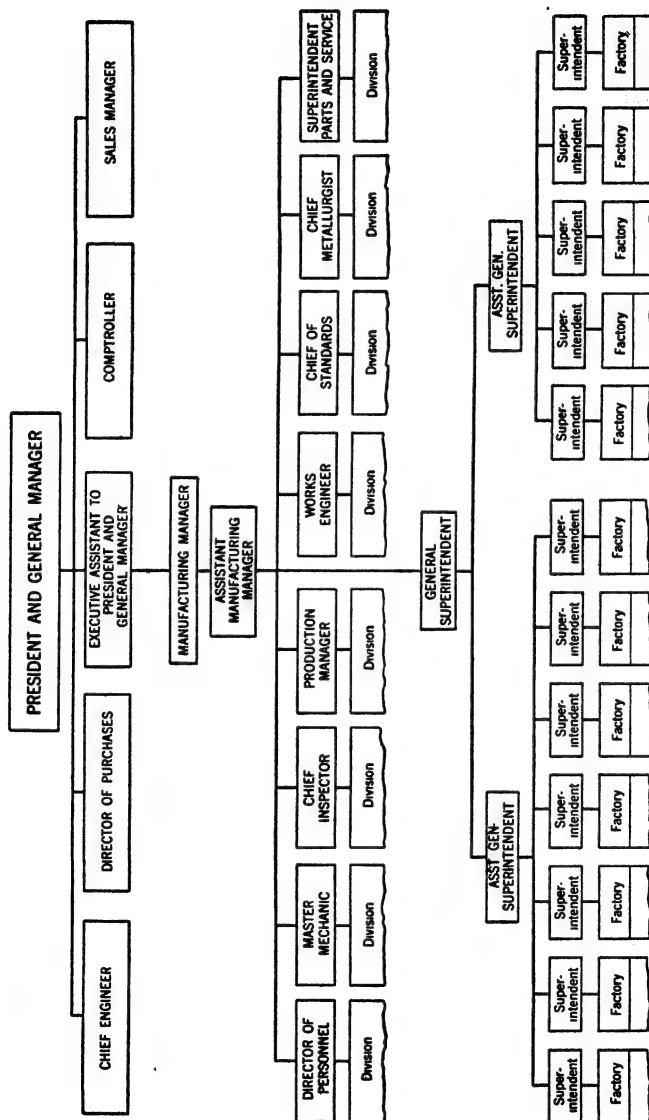 PRESIDENT AND GENERAL MANAGER
CHIEF ENGINEER
DIRECTOR OF PURCHASES
EXECUTIVE ASSISTANT TO
PRESIDENT AND
GENERAL MANAGER
COMPTROLLER
SALES MANAGER
MANUFACTURING MANAGER
ASSISTANT
MANUFACTURING
MANAGER
DIRECTOR OF
PERSONNEL
MASTER
MECHANIC
CHIEF
INSPECTOR
PRODUCTION
MANAGER
WORKS
ENGINEER
CHIEF OF
STANDARDS
CHIEF
METALLURGIST
SUPERINTENDENT
PARTS AND SERVICE
Division
Division
Division
Division
Division
Division
Division
Division
GENERAL
SUPERINTENDENT
ASST GEN-
SUPERINTENDENT
ASST. GEN.
SUPERINTENDENT
Super-
intendent
Super-
intendent
Super-
intendent
Super-
intendent
Super-
intendent
Super-
intendent
Super-
intendent
Super-
intendent
Super-
intendent
Super-
intendent
Super-
intendent
Super-
intendent
Factory
Factory
Factory
Factory
Factory
Factory
Factory
Factory
Factory
Factory
Factory
Factory